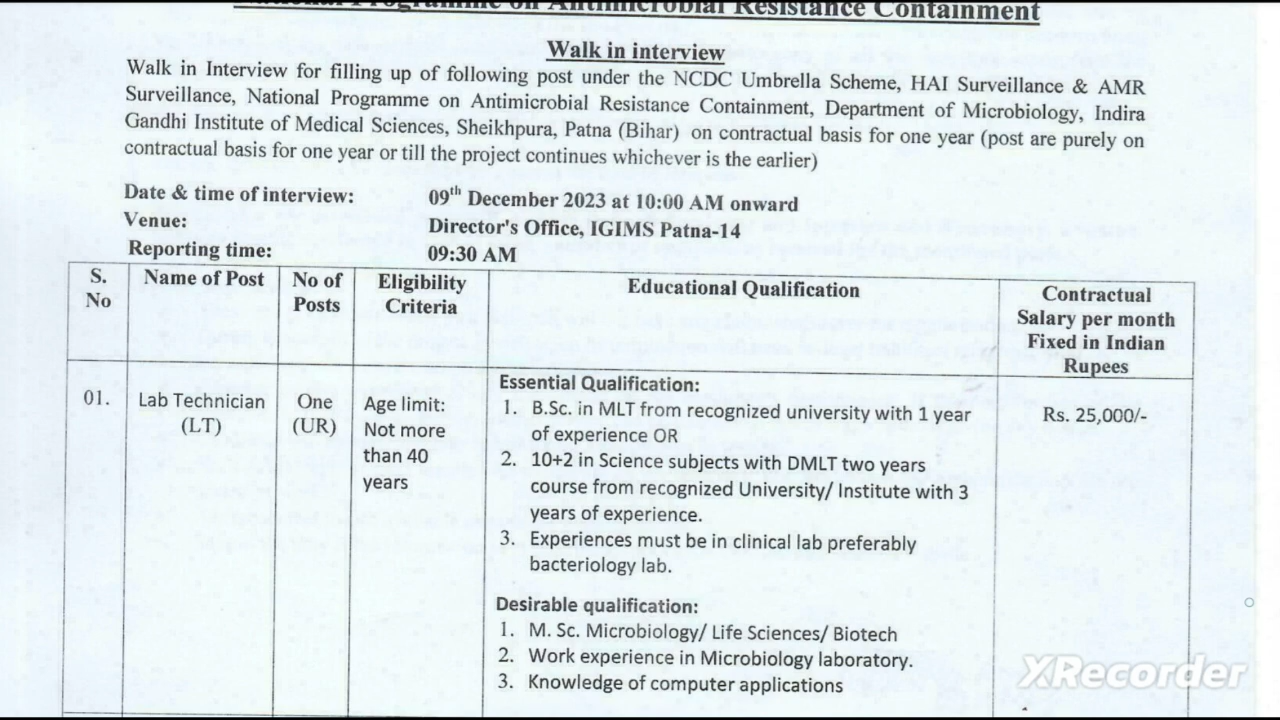 National Programme on Antimicrobial Resistance Containment
Walk in interview
Walk in Interview for filling up of following post under the NCDC Umbrella Scheme, HAI Surveillance & AMR
Surveillance, National Programme on Antimicrobial Resistance Containment, Department of Microbiology, Indira
Gandhi Institute of Medical Sciences, Sheikhpura, Patna (Bihar) on contractual basis for one year (post are purely on
contractual basis for one year or till the project continues whichever is the earlier)
Date & time of interview: 09th December 2023 at 10:00 AM onward
Venue: Director's Office, IGIMS Patna-14
Reporting time: 09:30 AM
S. No
Name of Post
No of Posts
Eligibility Criteria
Educational Qualification
Contractual
Salary per month
Fixed in Indian
Rupees
01.
Lab Technician
(LT)
One
(UR)
Age limit:
Not more
than 40
years
Essential Qualification:
1. B.Sc. in MLT from recognized university with 1 year
of experience OR
2. 10+2 in Science subjects with DMLT two years
course from recognized University/ Institute with 3
years of experience.
3. Experiences must be in clinical lab preferably
bacteriology lab.
Desirable qualification:
1. M. Sc. Microbiology/ Life Sciences/ Biotech
2. Work experience in Microbiology laboratory.
3. Knowledge of computer applications
Rs. 25,000/-
XRecorder